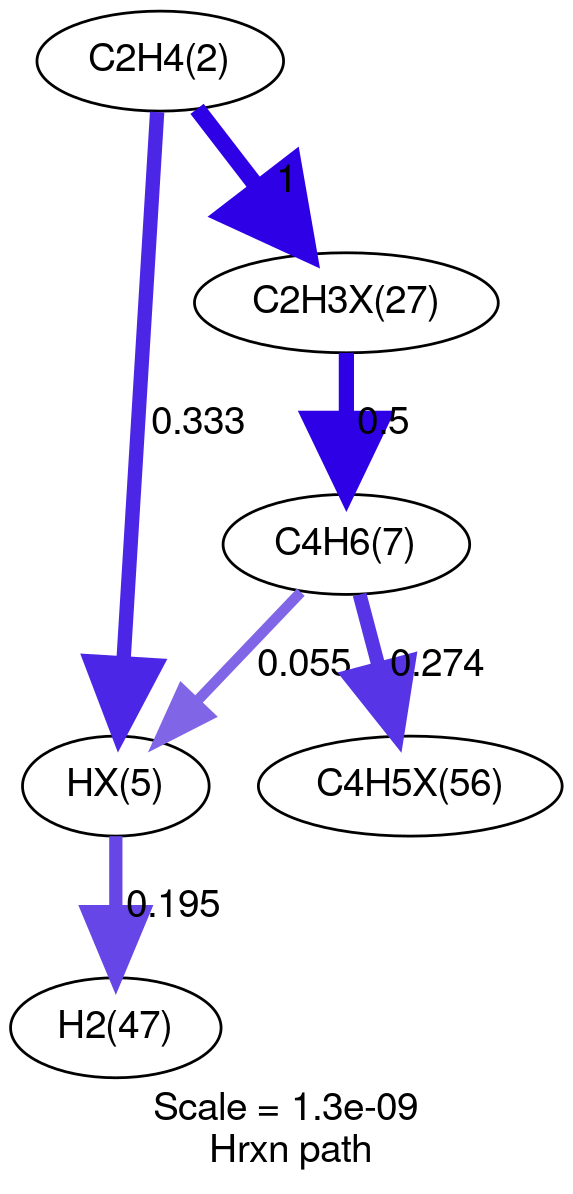 C2H4(2)
1
C2H3X(27)
0.333
0.5
C4H6(7)
0.055
0.274
HX(5)
C4H5X(56)
0.195
H2(47)
Scale = 1.3e-09
Hrxn path